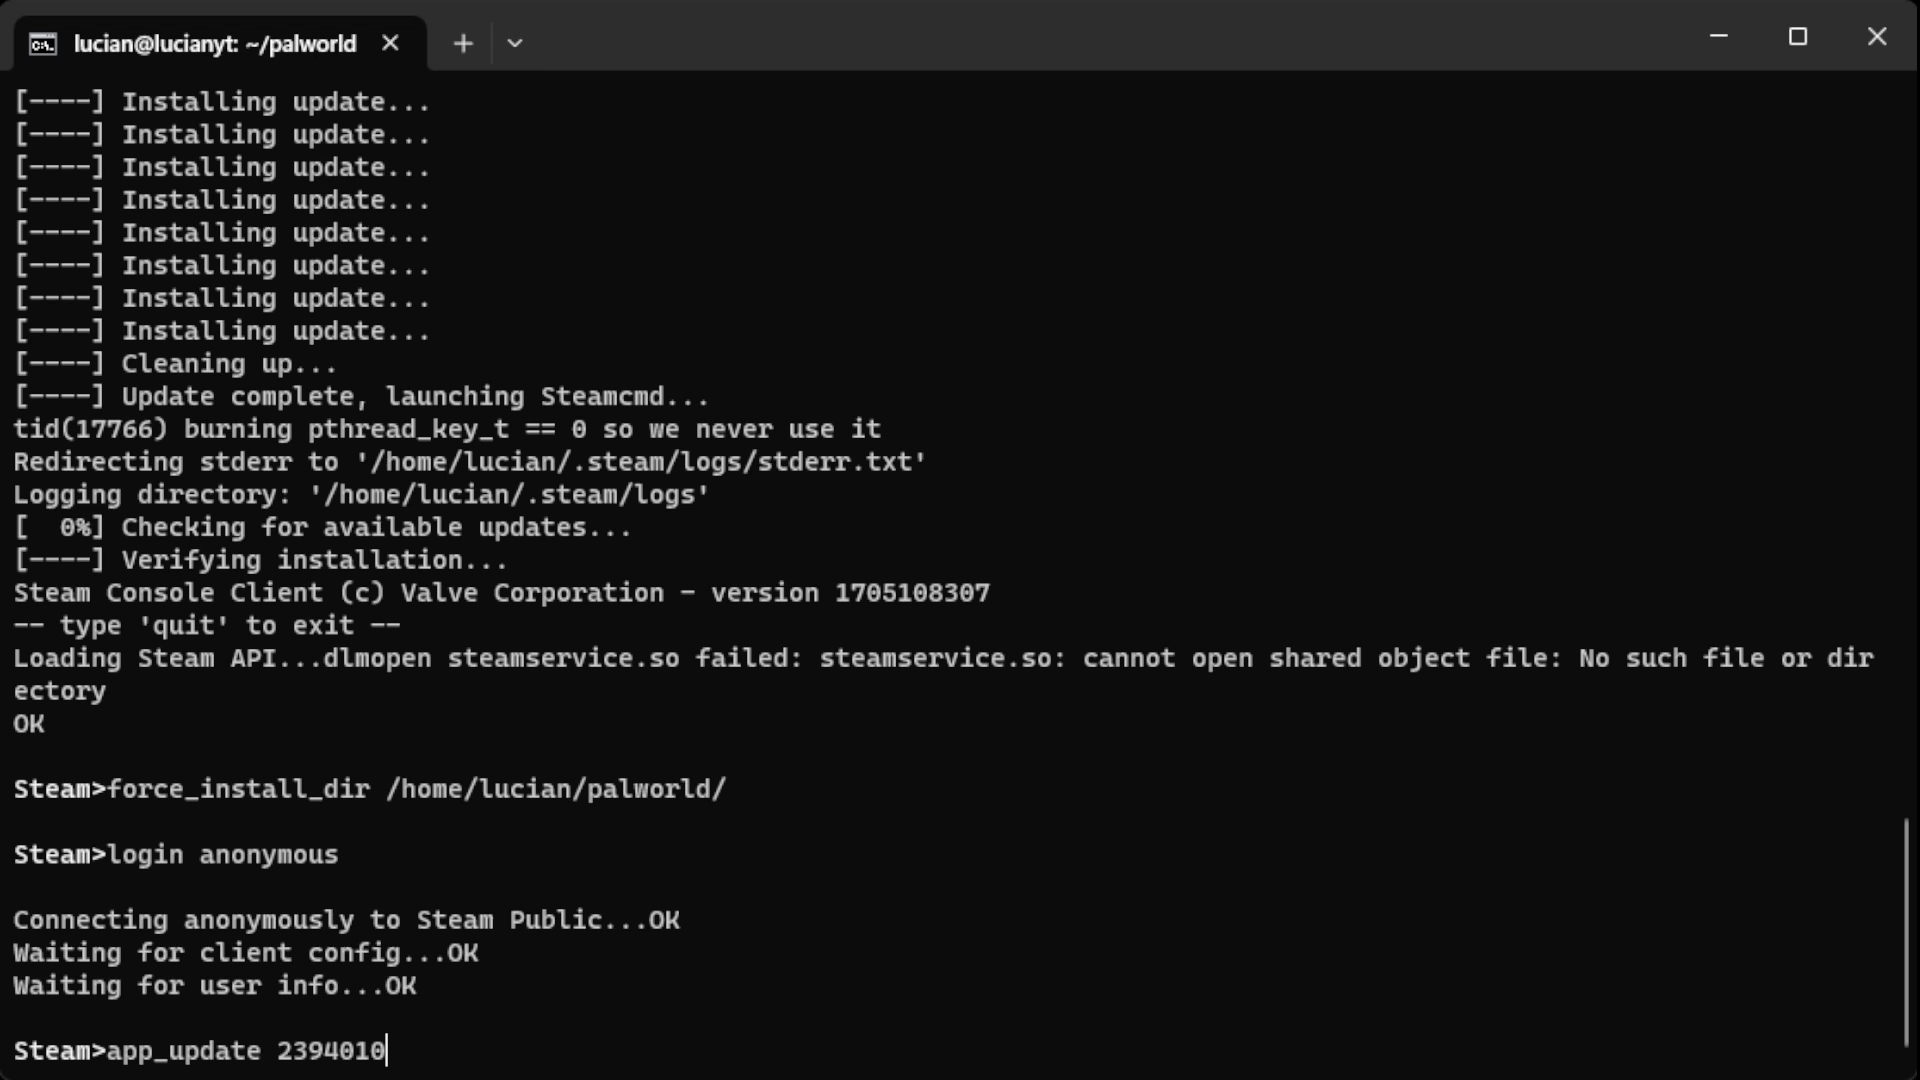 lucian@lucianyt: ~/palworld
[----] Installing update...
[----] Installing update...
[----] Installing update...
[----] Installing update...
[----] Installing update...
[----] Installing update...
[----] Installing update...
[----] Installing update...
[----] Cleaning up...
[----] Update complete, launching Steamcmd...
tid(17766) burning pthread_key_t == 0 so we never use it
Redirecting stderr to '/home/lucian/.steam/logs/stderr.txt'
Logging directory: '/home/lucian/.steam/logs'
[  0%] Checking for available updates...
[----] Verifying installation...
Steam Console Client (c) Valve Corporation - version 1705108307
-- type 'quit' to exit --
Loading Steam API...dlmopen steamservice.so failed: steamservice.so: cannot open shared object file: No such file or dir
ectory
OK
Steam>force_install_dir /home/lucian/palworld/
Steam>login anonymous
Connecting anonymously to Steam Public...OK
Waiting for client config...OK
Waiting for user info...OK
Steam>app_update 2394010